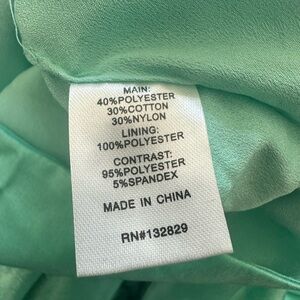 MAIN:
40%POLYESTER
30%COTTON
30%NYLON
LINING:
100%POLYESTER
CONTRAST:
95%POLYESTER
5%SPANDEX
MADE IN CHINA
RN#132829